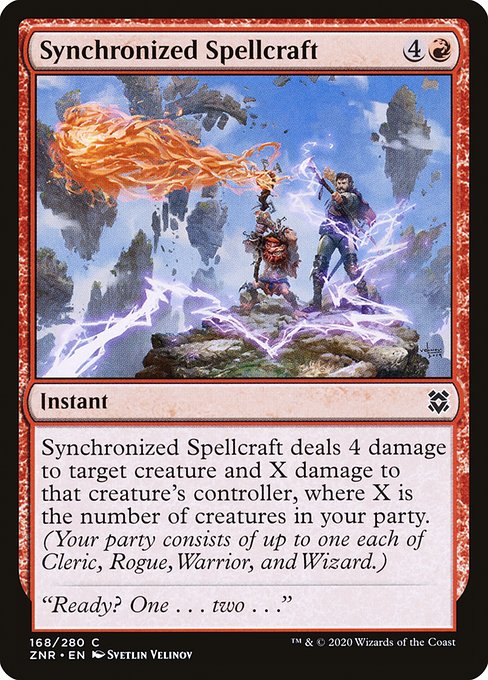 Synchronized Spellcraft 4
Instant
Synchronized Spellcraft deals 4 damage
to target creature and X damage to
that creature's controller, where X is
the number of creatures in your party.
(Your party consists of up to one each of
Cleric, Rogue, Warrior, and Wizard.)
"Ready? One . . . two . . ."
168/280 C
ZNR • EN Svetlin Velinov
™ & © 2020 Wizards of the Coast